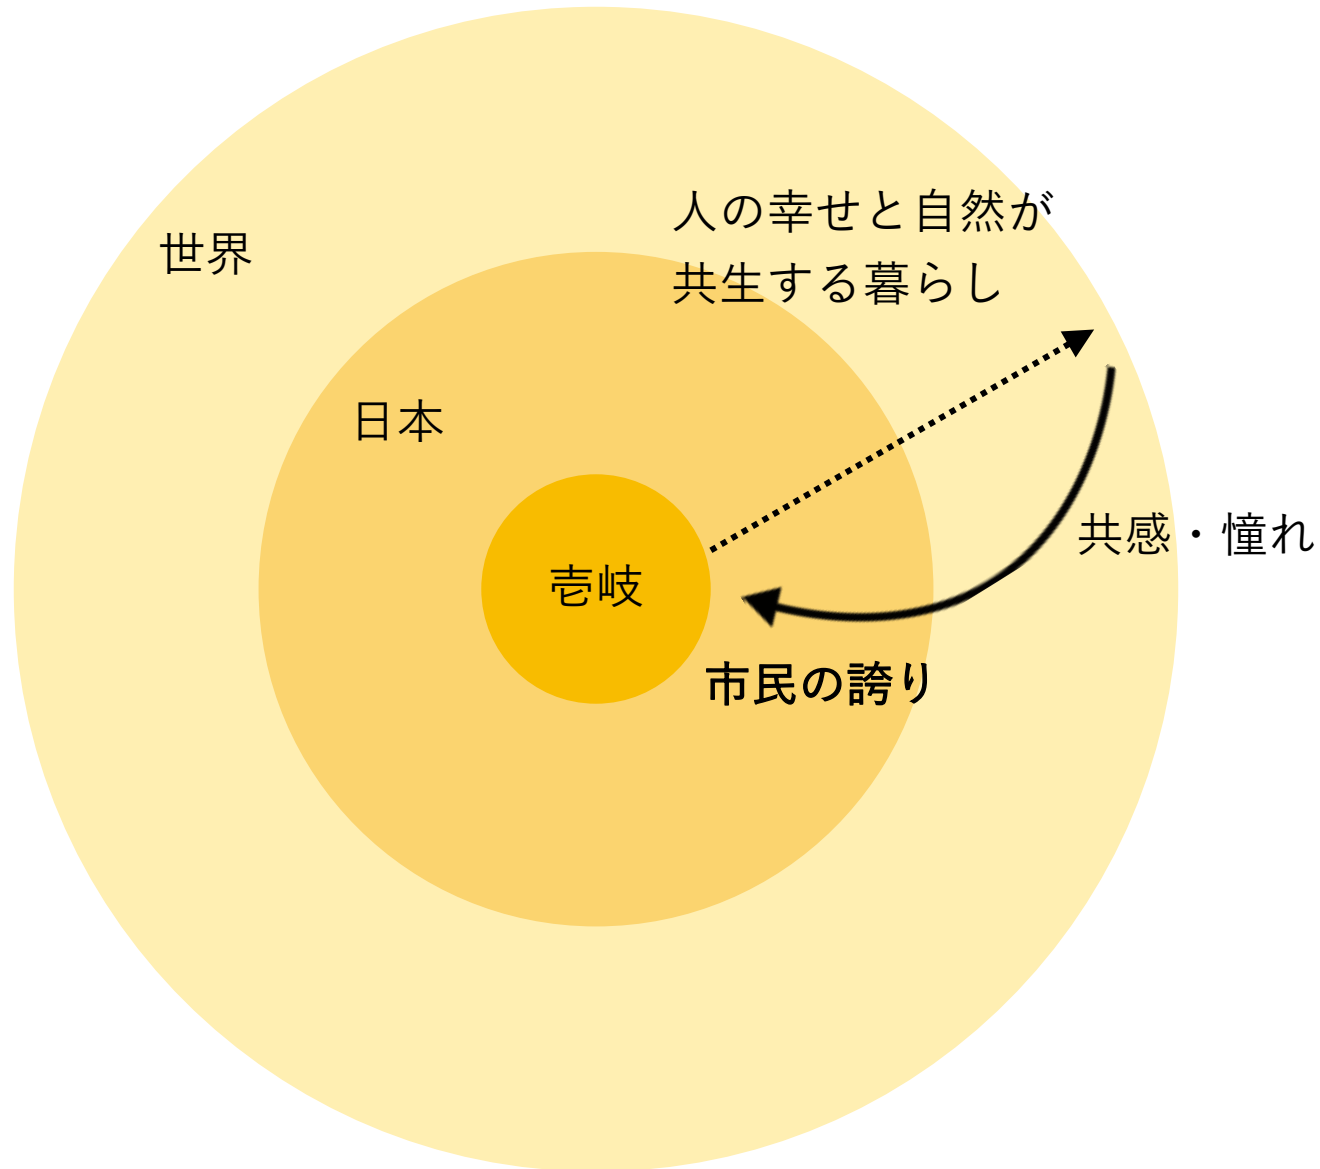 人の幸せと自然が
共生する暮らし
世界
日本
共感・憧れ
壱岐
市民の誇り